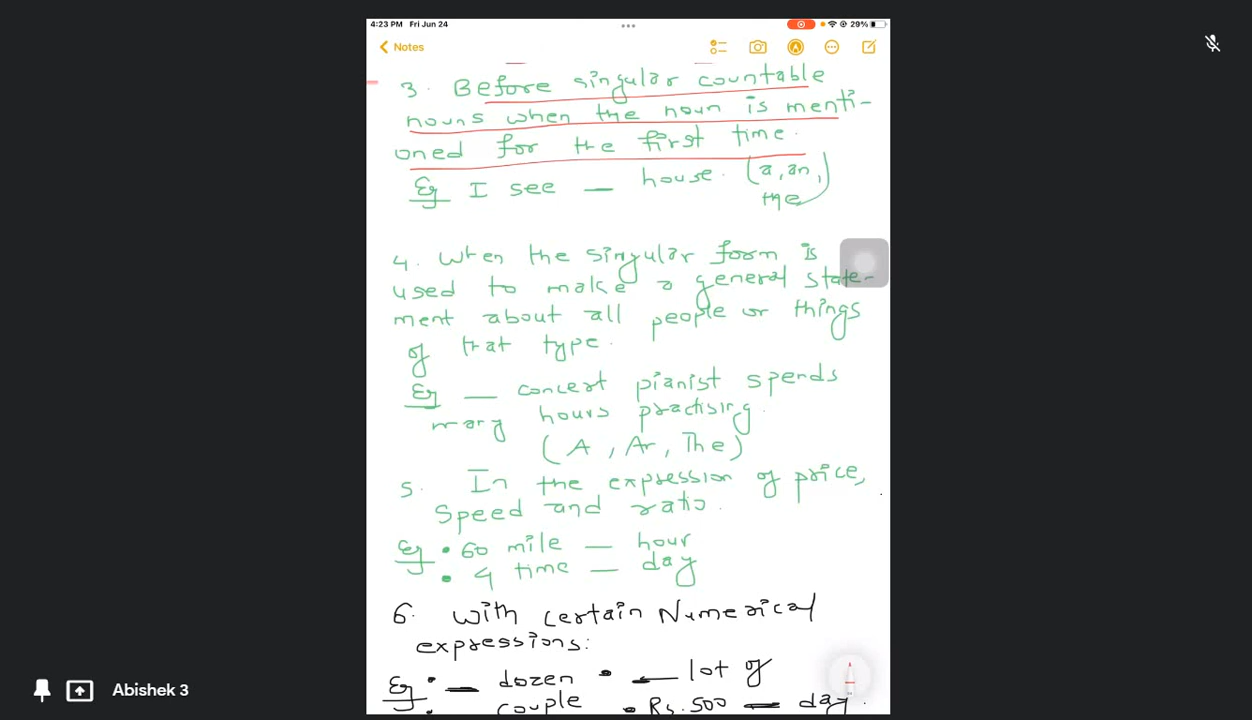 4:23 PM Fri Jun 24
29%
Notes
3. Before singular countable
nouns when the noun is menti-
oned for the first time.
Eg I see — house. (a, an,
the)
4. When the singular form is
used to make a general state-
ment about all people or things
of that type.
Eg — concert pianist spends
many hours practising.
(A, An, The)
5. In the expression of price,
Speed and ratio.
Eg • 60 mile — hour
• 4 time — day
6. With certain Numerical
expressions:
Eg • — dozen • — lot of
• couple • Rs. 500 — day.
Abishek 3